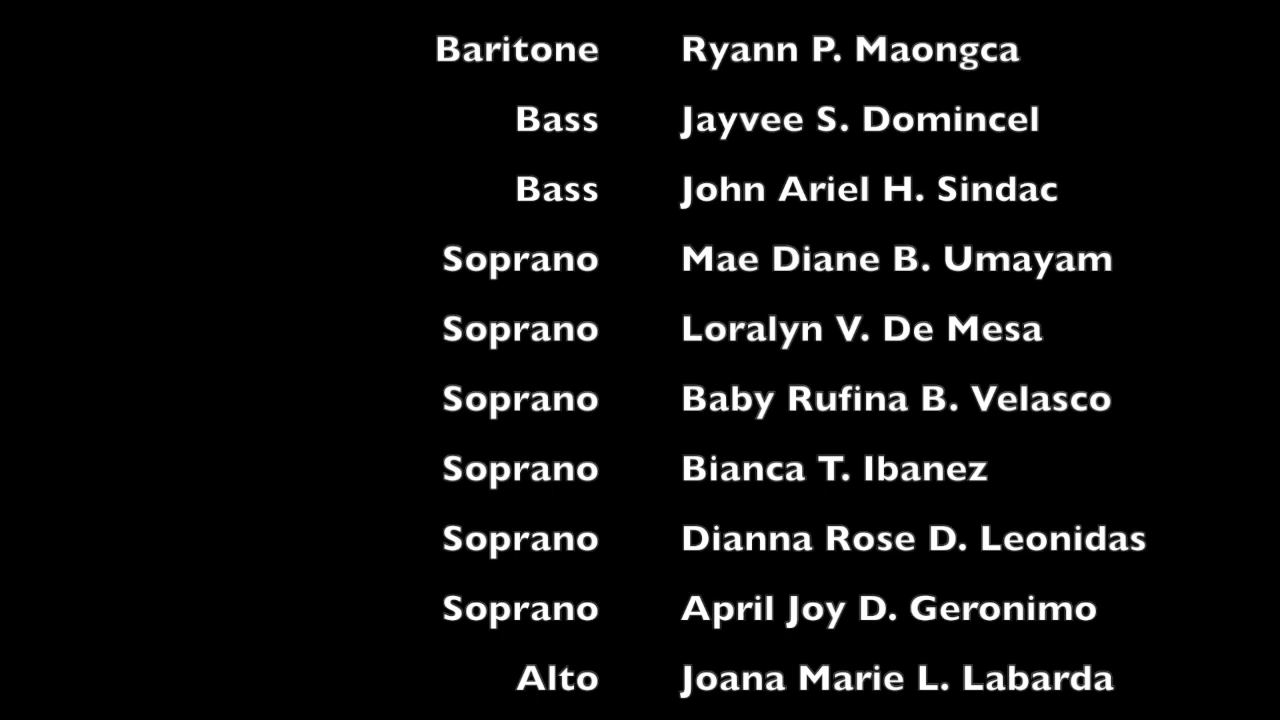 Baritone Ryann P. Maongca
Bass Jayvee S. Domincel
Bass John Ariel H. Sindac
Soprano Mae Diane B. Umayam
Soprano Loralyn V. De Mesa
Soprano Baby Rufina B. Velasco
Soprano Bianca T. Ibanez
Soprano Dianna Rose D. Leonidas
Soprano April Joy D. Geronimo
Alto Joana Marie L. Labarda